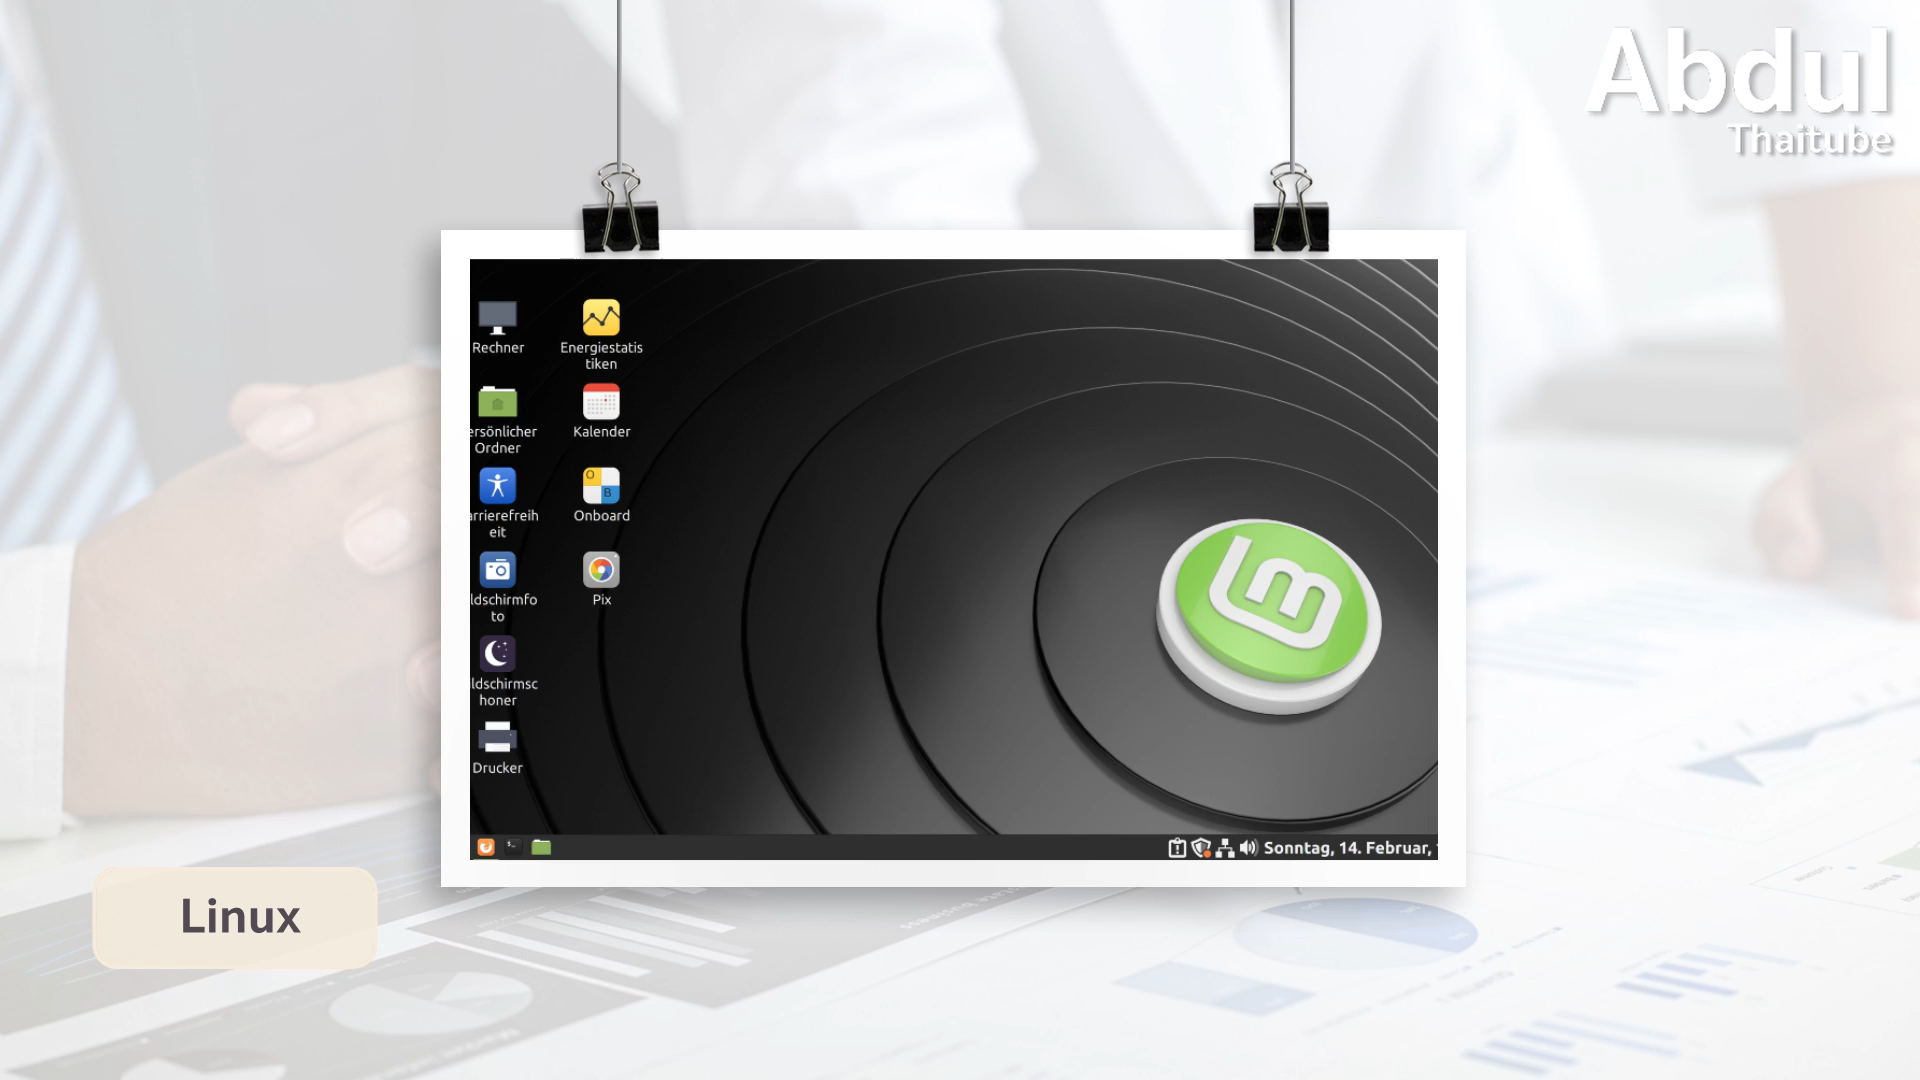 Abdul
Thaitube
Rechner
Energiestatis
tiken
ersönlicher
Ordner
Kalender
arrierefreih
eit
O
B
Onboard
ldschirmfo
to
Pix
ldschirmsc
honer
Drucker
Sonntag, 14. Februar,
Linux